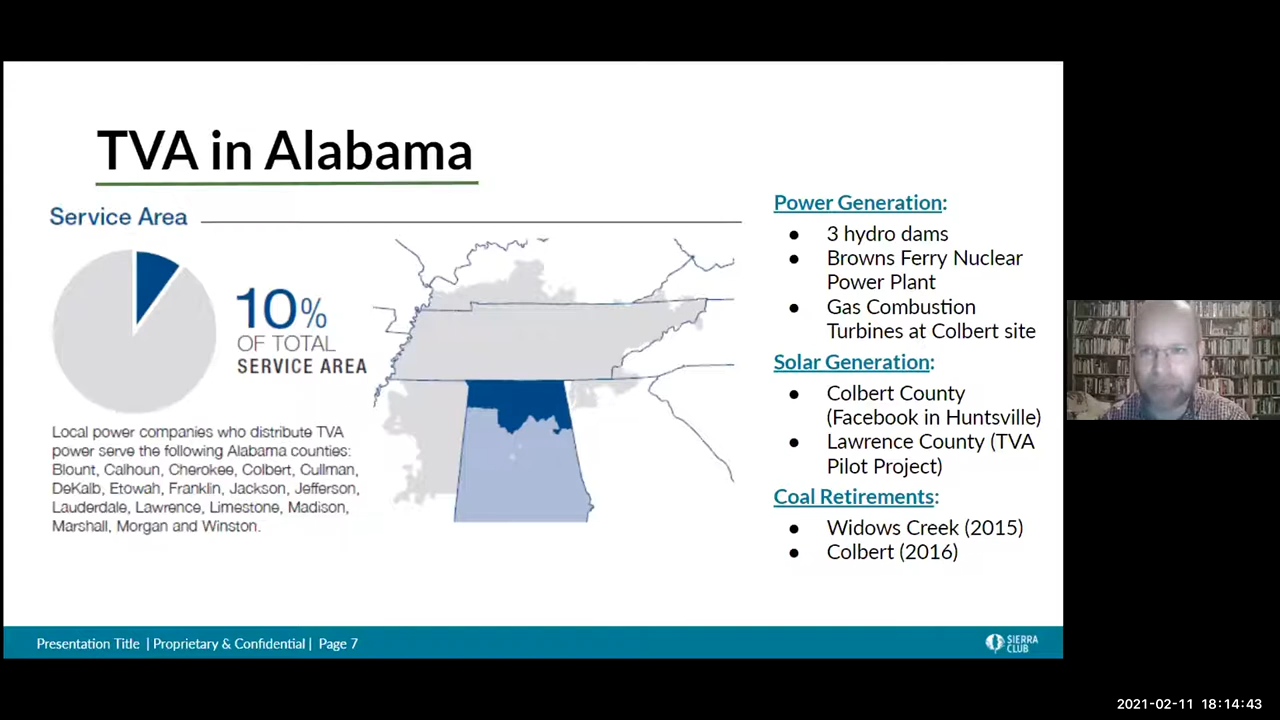 TVA in Alabama
Service Area
10%
OF TOTAL
SERVICE AREA
Local power companies who distribute TVA
power serve the following Alabama counties:
Blount, Calhoun, Cherokee, Colbert, Cullman,
DeKalb, Etowah, Franklin, Jackson, Jefferson,
Lauderdale, Lawrence, Limestone, Madison,
Marshall, Morgan and Winston.
Power Generation:
● 3 hydro dams
● Browns Ferry Nuclear
Power Plant
● Gas Combustion
Turbines at Colbert site
Solar Generation:
● Colbert County
(Facebook in Huntsville)
● Lawrence County (TVA
Pilot Project)
Coal Retirements:
● Widows Creek (2015)
● Colbert (2016)
Presentation Title | Proprietary & Confidential | Page 7
SIERRA
CLUB
2021-02-11 18:14:43